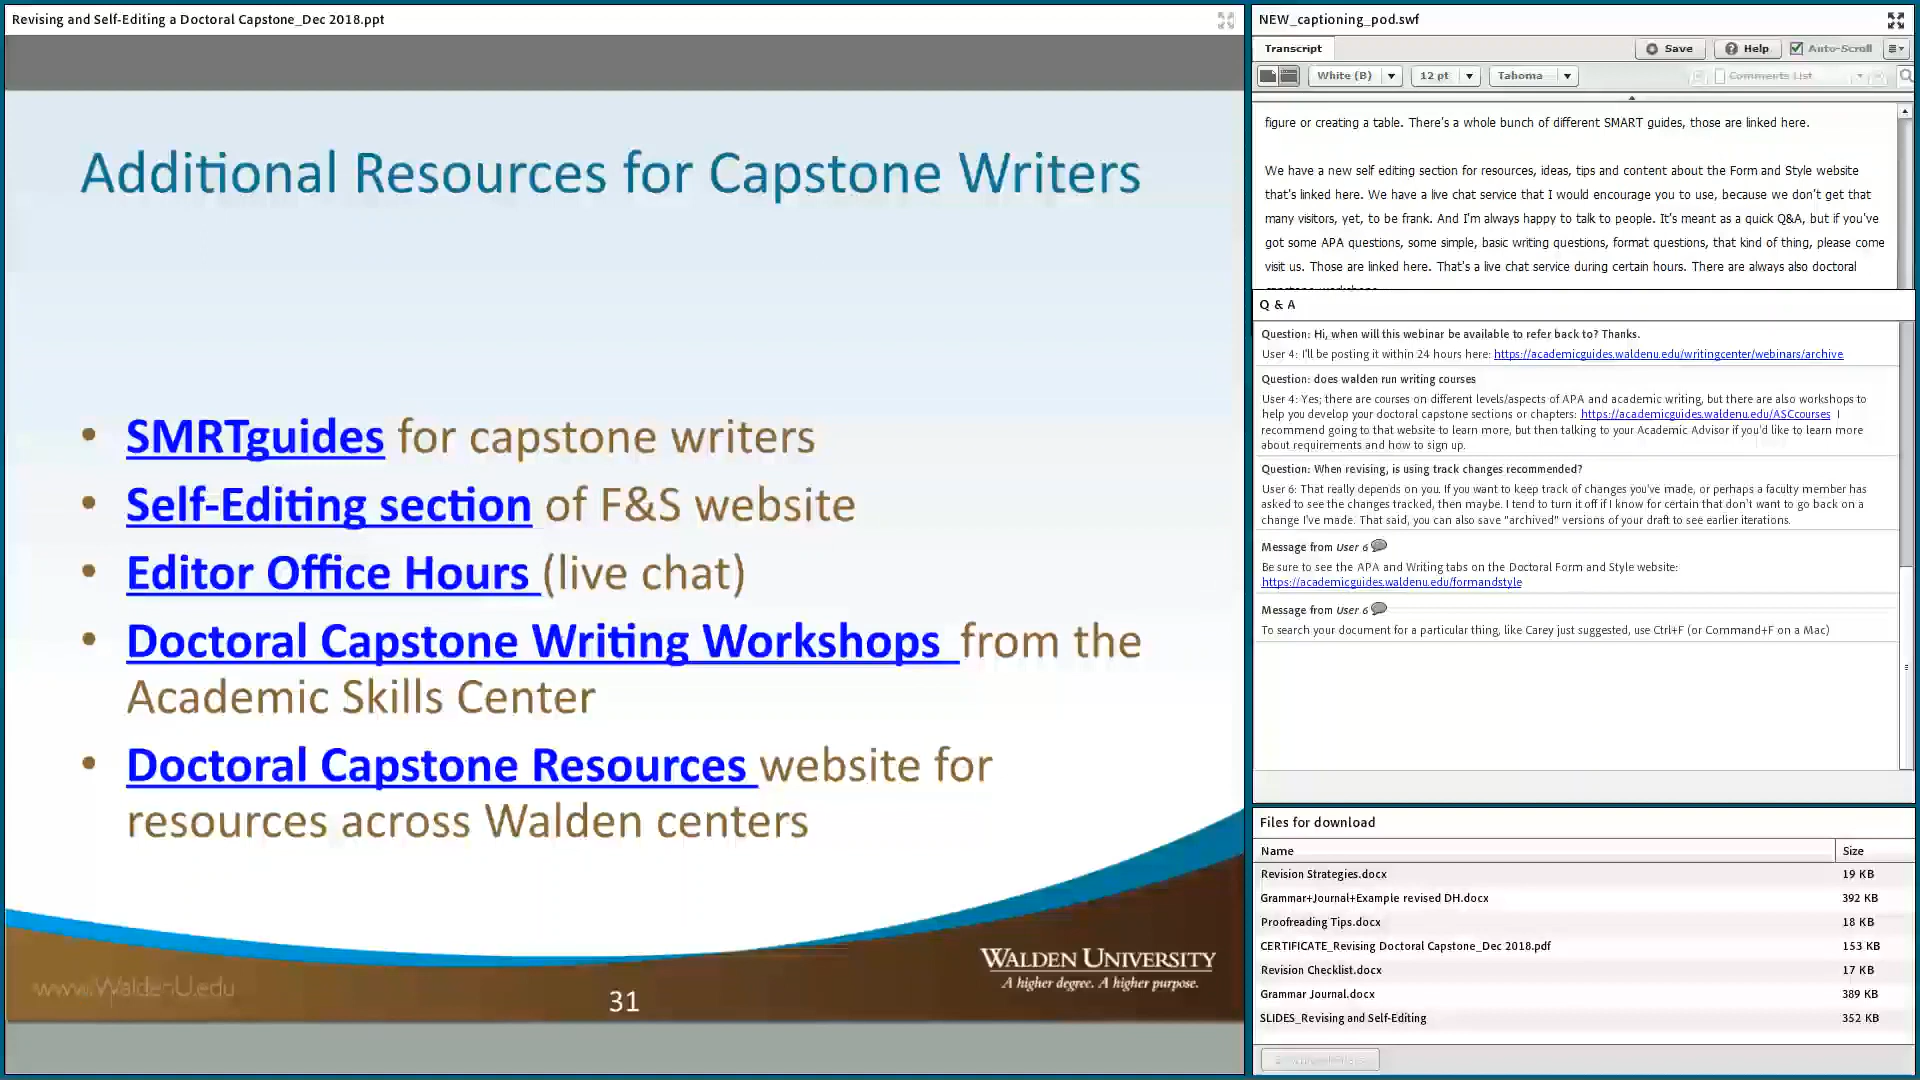 Revising and Self-Editing a Doctoral Capstone_Dec 2018.ppt
Additional Resources for Capstone Writers
• SMRTguides for capstone writers
• Self-Editing section of F&S website
• Editor Office Hours (live chat)
• Doctoral Capstone Writing Workshops from the
Academic Skills Center
• Doctoral Capstone Resources website for
resources across Walden centers
www.WaldenU.edu
31
WALDEN UNIVERSITY
A higher degree. A higher purpose.
NEW_captioning_pod.swf
Transcript
Save
Help
Auto-Scroll
White (B)
12 pt
Tahoma
Comments List
figure or creating a table. There's a whole bunch of different SMART guides, those are linked here.
We have a new self editing section for resources, ideas, tips and content about the Form and Style website
that's linked here. We have a live chat service that I would encourage you to use, because we don't get that
many visitors, yet, to be frank. And I'm always happy to talk to people. It's meant as a quick Q&A, but if you've
got some APA questions, some simple, basic writing questions, format questions, that kind of thing, please come
visit us. Those are linked here. That's a live chat service during certain hours. There are always also doctoral
Q & A
Question: Hi, when will this webinar be available to refer back to? Thanks.
User 4: I'll be posting it within 24 hours here: https://academicguides.waldenu.edu/writingcenter/webinars/archive
Question: does walden run writing courses
User 4: Yes; there are courses on different levels/aspects of APA and academic writing, but there are also workshops to
help you develop your doctoral capstone sections or chapters: https://academicguides.waldenu.edu/ASCcourses I
recommend going to that website to learn more, but then talking to your Academic Advisor if you'd like to learn more
about requirements and how to sign up.
Question: When revising, is using track changes recommended?
User 6: That really depends on you. If you want to keep track of changes you've made, or perhaps a faculty member has
asked to see the changes tracked, then maybe. I tend to turn it off if I know for certain that don't want to go back on a
change I've made. That said, you can also save "archived" versions of your draft to see earlier iterations.
Message from User 6
Be sure to see the APA and Writing tabs on the Doctoral Form and Style website:
https://academicguides.waldenu.edu/formandstyle
Message from User 6
To search your document for a particular thing, like Carey just suggested, use Ctrl+F (or Command+F on a Mac)
Files for download
Name Size
Revision Strategies.docx 19 KB
Grammar+Journal+Example revised DH.docx 392 KB
Proofreading Tips.docx 18 KB
CERTIFICATE_Revising Doctoral Capstone_Dec 2018.pdf 153 KB
Revision Checklist.docx 17 KB
Grammar Journal.docx 389 KB
SLIDES_Revising and Self-Editing 352 KB